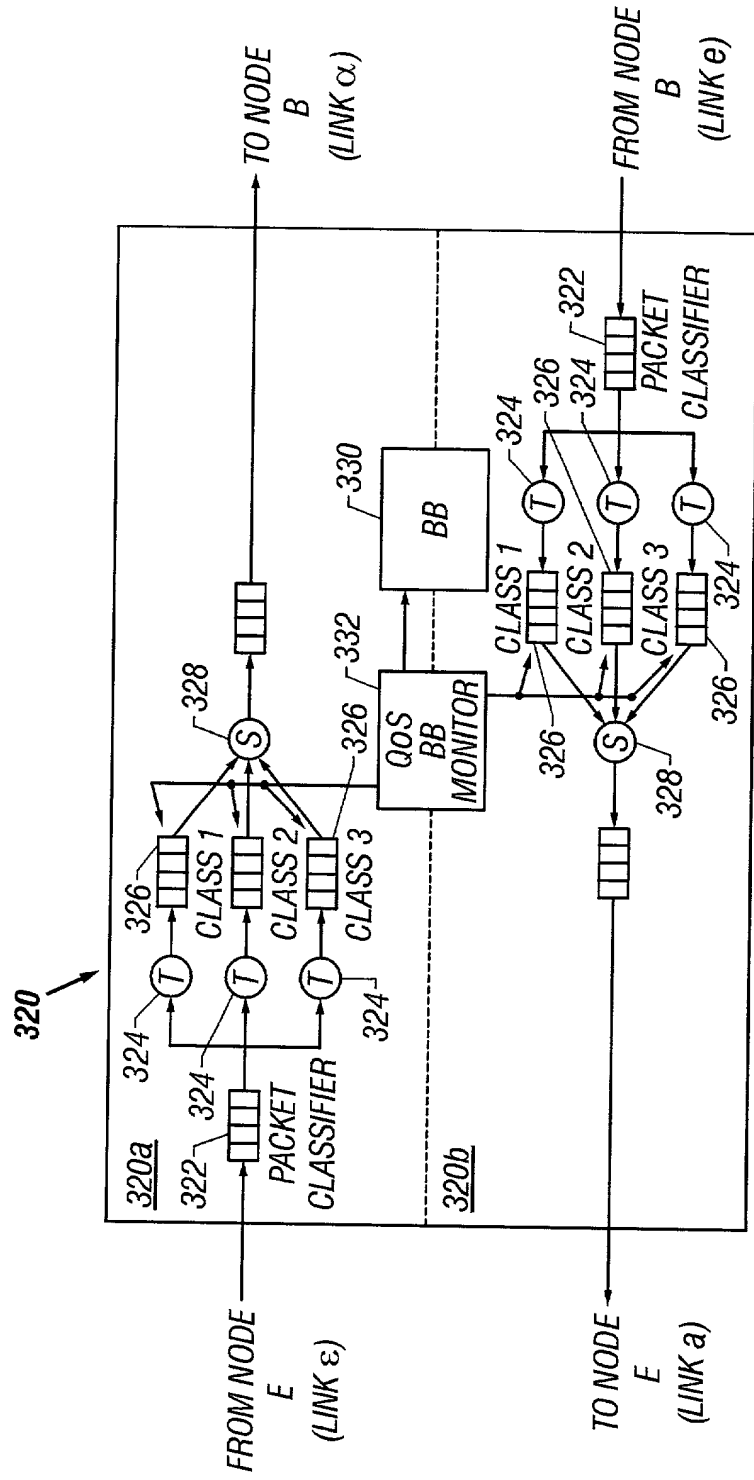 320
320a
FROM NODE
E
(LINK ε)
322
PACKET
CLASSIFIER
324
324
324
T
T
T
326
CLASS 1
CLASS 2
CLASS 3
326
328
S
TO NODE
B
(LINK α)
332
QoS
BB
MONITOR
330
BB
320b
FROM NODE
B
(LINK e)
322
PACKET
CLASSIFIER
324
326
324
324
T
T
T
CLASS 1
CLASS 2
CLASS 3
326
326
S
328
TO NODE
E
(LINK a)